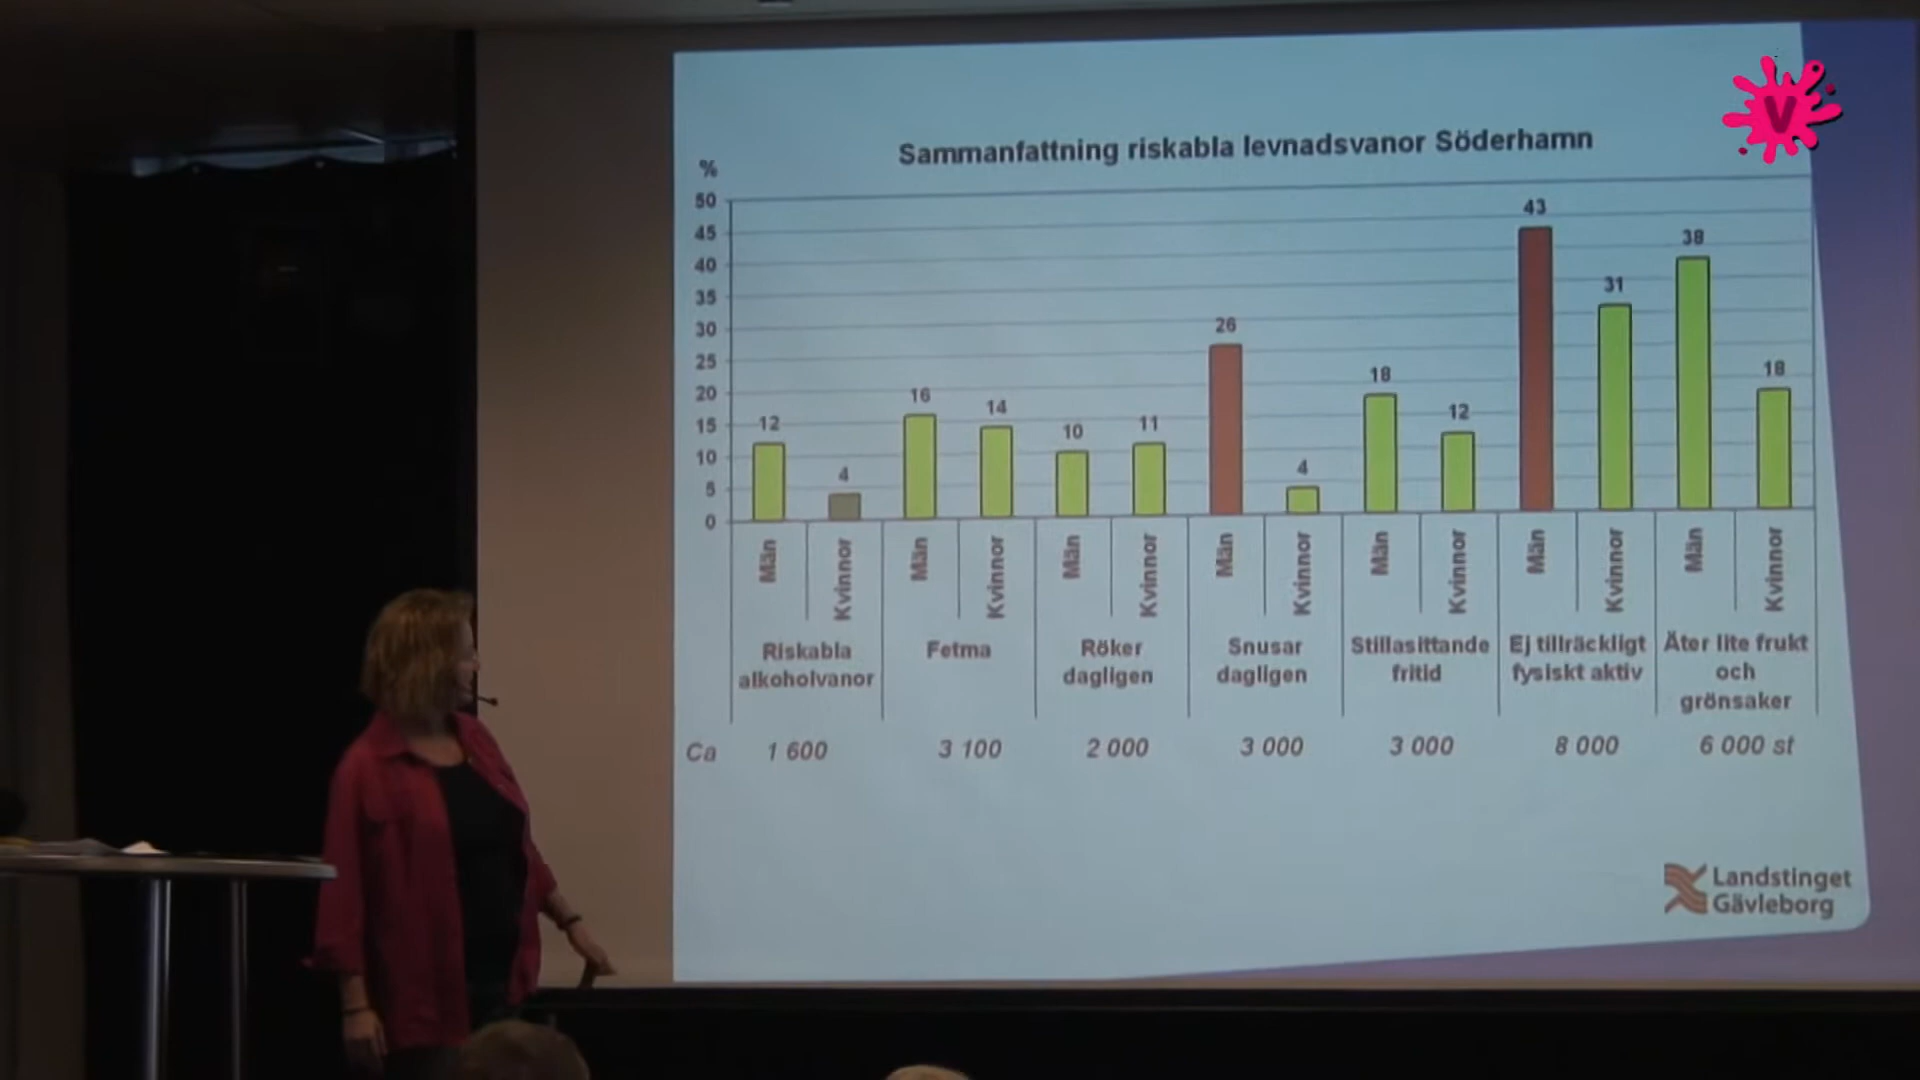 V
Sammanfattning riskabla levnadsvanor Söderhamn
%
50
45
40
35
30
25
20
15
10
5
0
12
4
16
14
10
11
26
4
18
12
43
31
38
18
Män
Kvinnor
Män
Kvinnor
Män
Kvinnor
Män
Kvinnor
Män
Kvinnor
Män
Kvinnor
Män
Kvinnor
Riskabla
alkoholvanor
Fetma
Röker
dagligen
Snusar
dagligen
Stillasittande
fritid
Ej tillräckligt
fysiskt aktiv
Äter lite frukt
och
grönsaker
Ca 1 600 3 100 2 000 3 000 3 000 8 000 6 000 st
Landstinget
Gävleborg